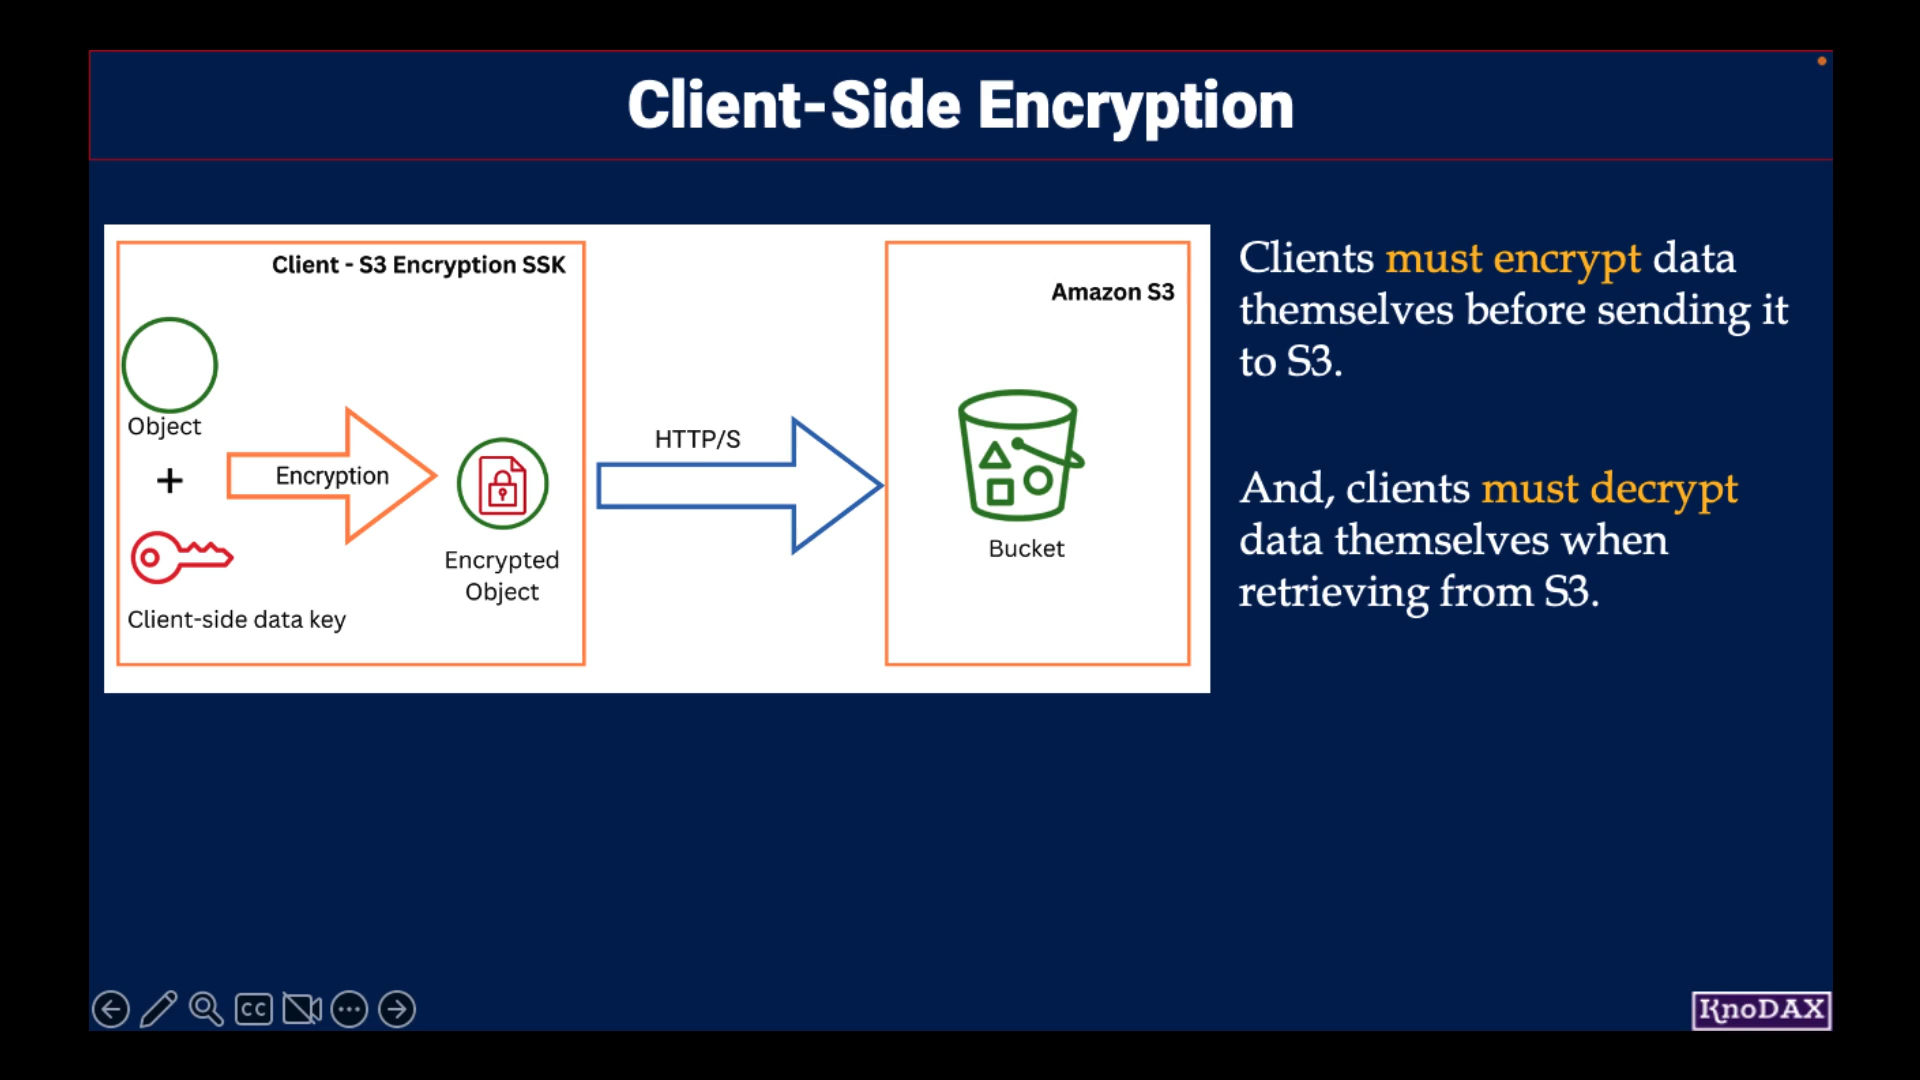 Client-Side Encryption
Client - S3 Encryption SSK
Object
+
Encryption
Client-side data key
Encrypted
Object
HTTP/S
Amazon S3
Bucket
Clients must encrypt data
themselves before sending it
to S3.
And, clients must decrypt
data themselves when
retrieving from S3.
CC
KnoDAX